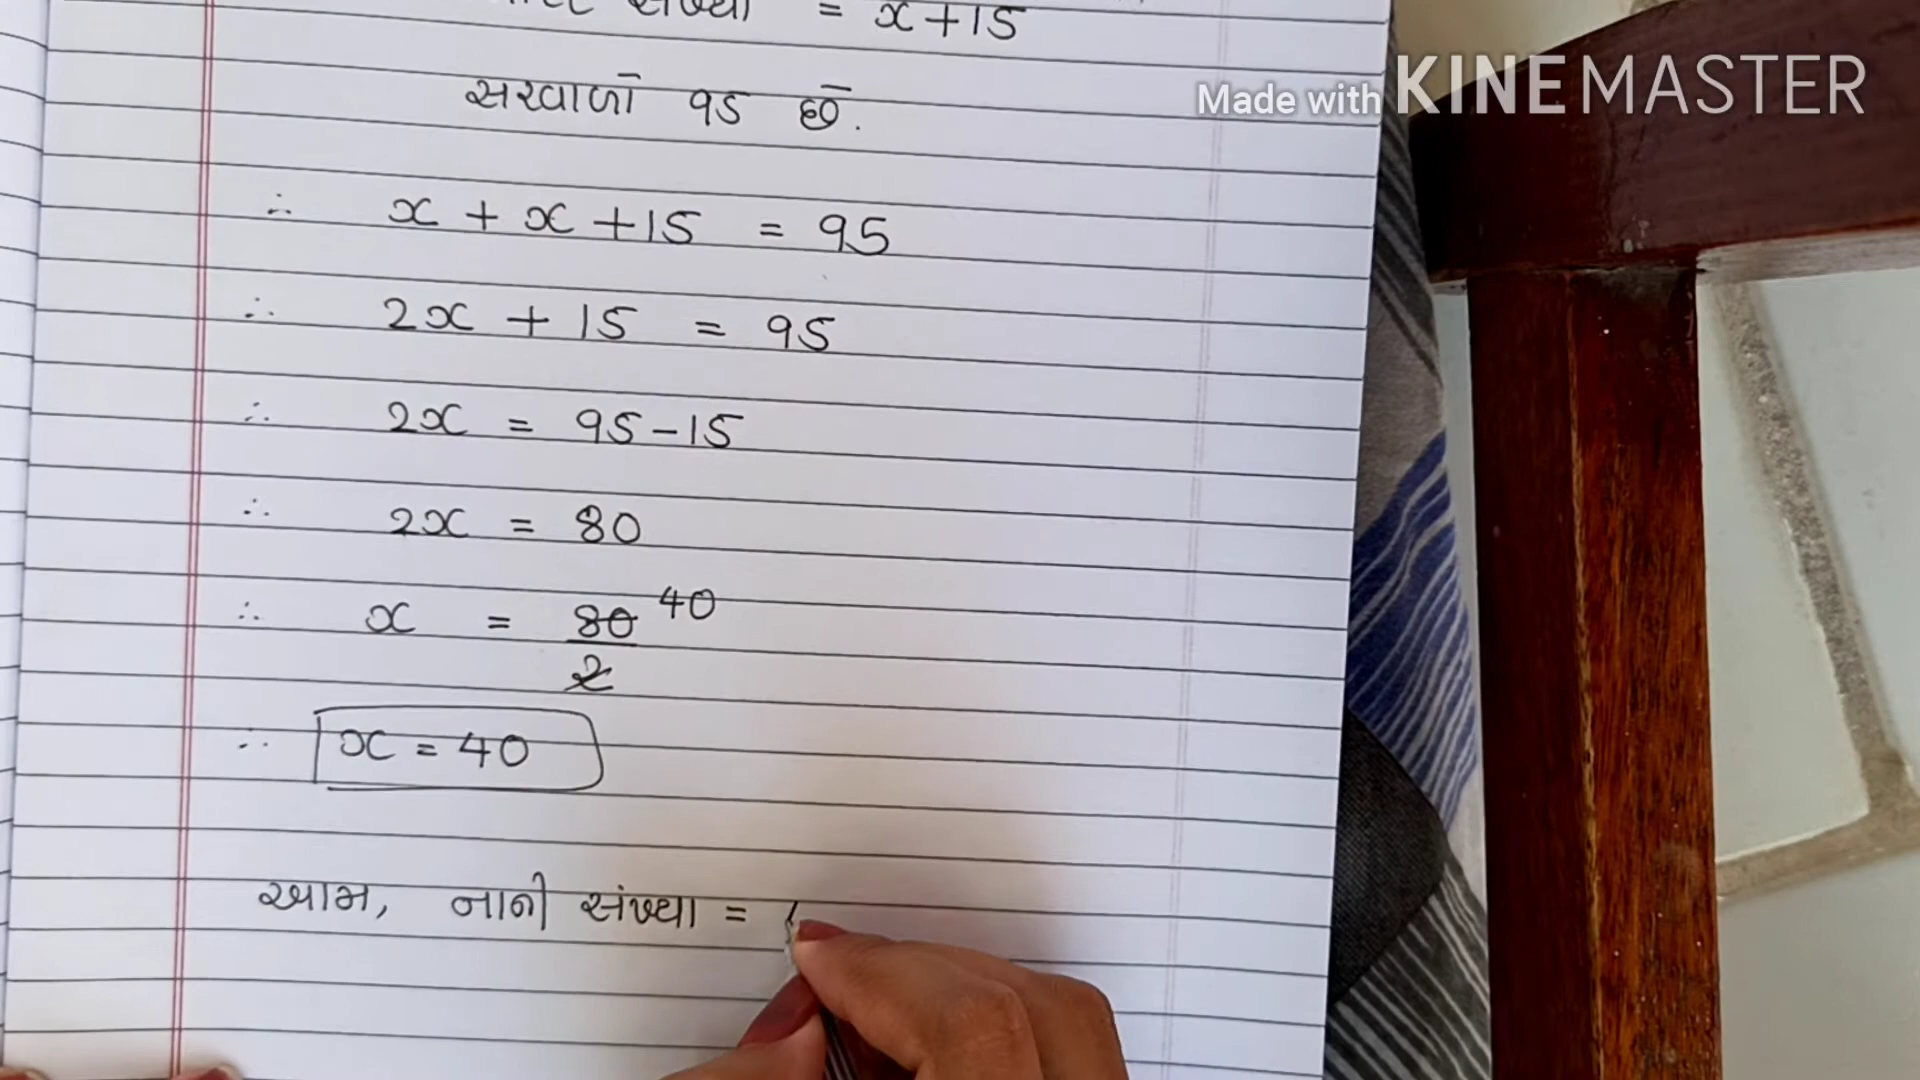 સંખ્યા = x+15
Made with KINEMASTER
સરવાળો ૧5 છે.
∴ x + x + 15 = 95
∴ 2x + 15 = 95
∴ 2x = 95-15
∴ 2x = 80
∴ x = 80 40
2
∴ x = 40
આમ, નાની સંખ્યા =